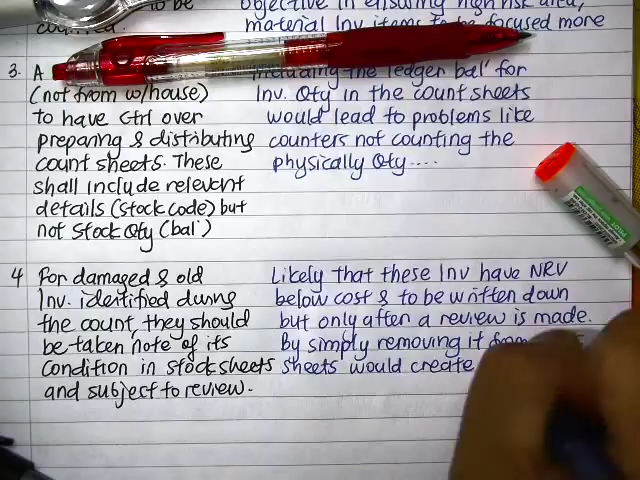 to be objective in ensuring high risk area,
material Inv items to be focused more
3. A
(not from w/house)
to have ctrl over
preparing & distributing
count sheets. These
shall include relevent
details (stock code) but
not stock Qty (bal')
including the ledger bal' for
Inv. Qty in the count sheets
would lead to problems like
counters not counting the
physically Qty....
4 For damaged & old
Inv. identified during
the count, they should
be taken note of its
condition in stock sheets
and subject to review.
Likely that these Inv have NRV
below cost & to be written down
but only after a review is made.
By simply removing it from
sheets would create
PILOT